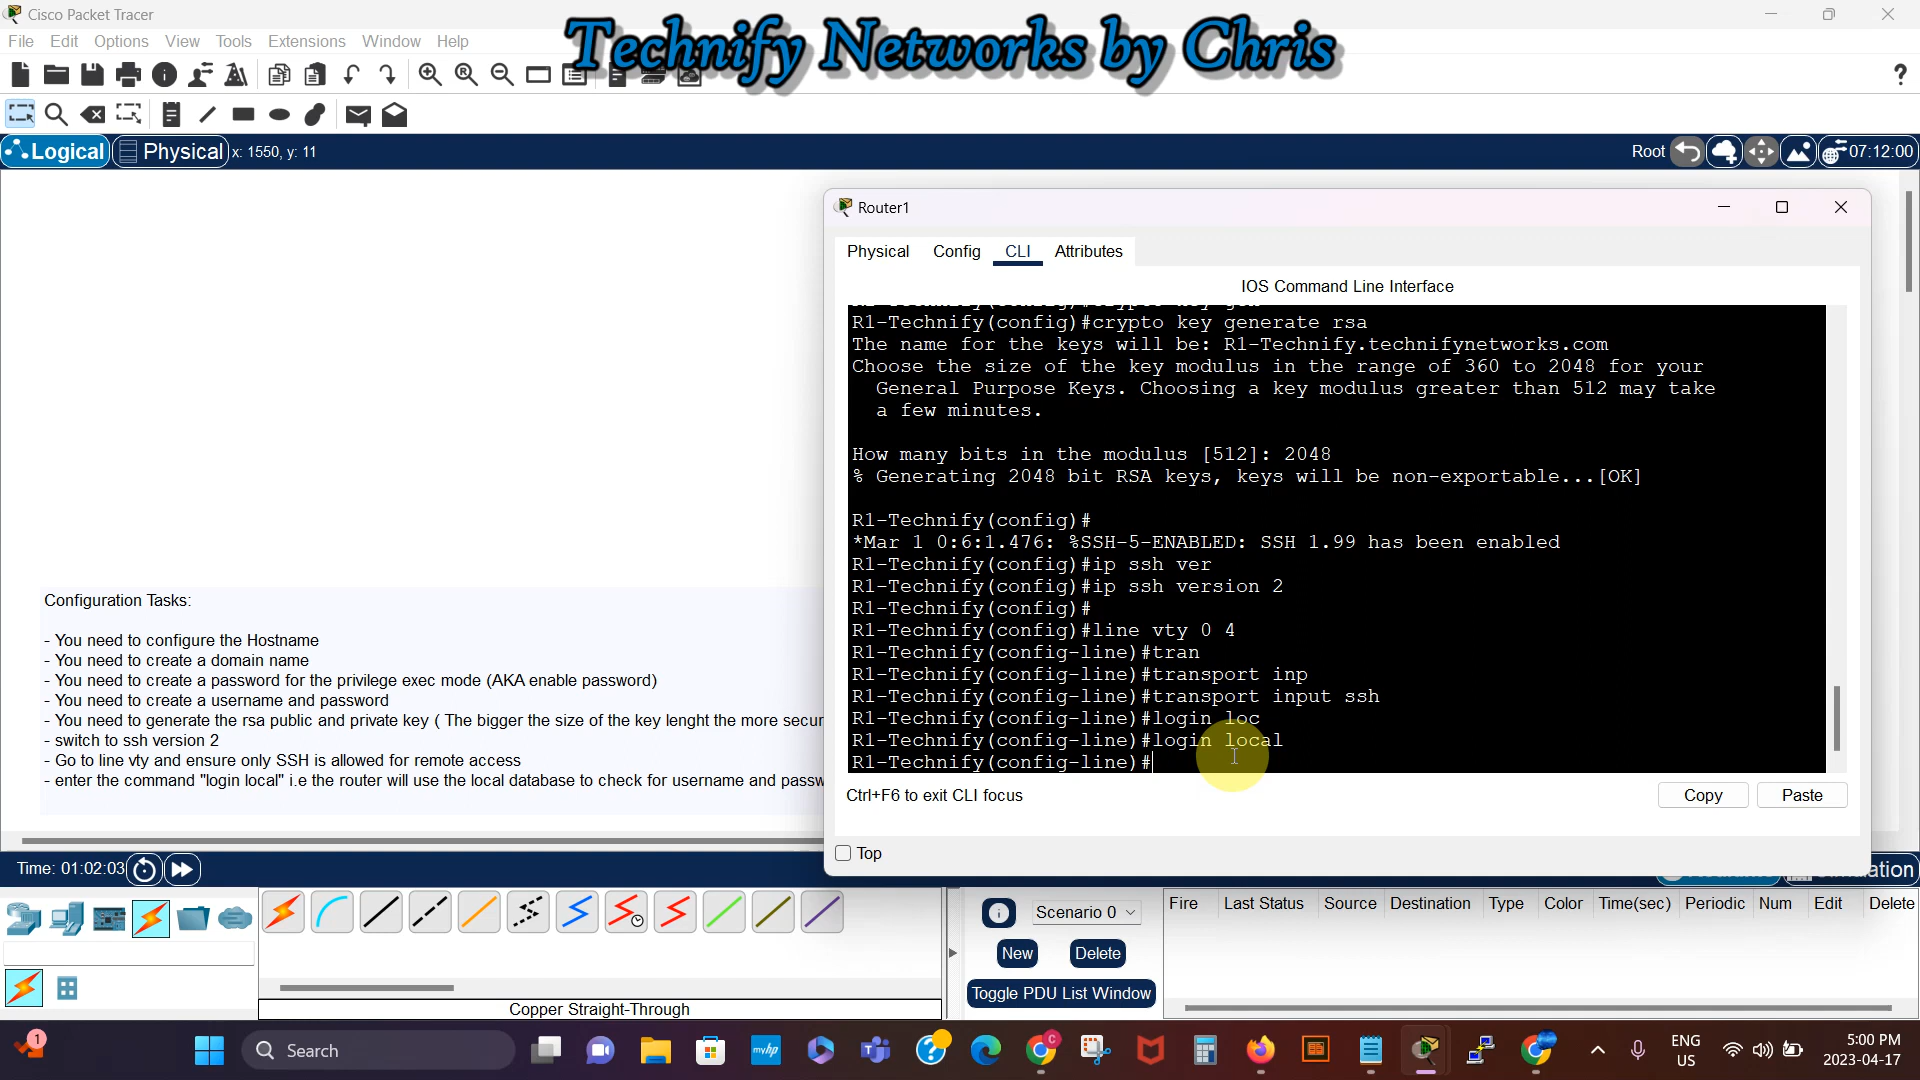 Cisco Packet Tracer
Technify Networks by Chris
File Edit Options View Tools Extensions Window Help
?
Logical Physical x: 1550, y: 11 Root 07:12:00
Router1
Physical Config CLI Attributes
IOS Command Line Interface
R1-Technify(config)#crypto key generate rsa
The name for the keys will be: R1-Technify.technifynetworks.com
Choose the size of the key modulus in the range of 360 to 2048 for your
General Purpose Keys. Choosing a key modulus greater than 512 may take
a few minutes.
How many bits in the modulus [512]: 2048
% Generating 2048 bit RSA keys, keys will be non-exportable...[OK]
R1-Technify(config)#
*Mar 1 0:6:1.476: %SSH-5-ENABLED: SSH 1.99 has been enabled
R1-Technify(config)#ip ssh ver
R1-Technify(config)#ip ssh version 2
R1-Technify(config)#
R1-Technify(config)#line vty 0 4
R1-Technify(config-line)#tran
R1-Technify(config-line)#transport inp
R1-Technify(config-line)#transport input ssh
R1-Technify(config-line)#login loc
R1-Technify(config-line)#login local
R1-Technify(config-line)#
Ctrl+F6 to exit CLI focus
Copy Paste
Top
Configuration Tasks:
- You need to configure the Hostname
- You need to create a domain name
- You need to create a password for the privilege exec mode (AKA enable password)
- You need to create a username and password
- You need to generate the rsa public and private key ( The bigger the size of the key lenght the more secur
- switch to ssh version 2
- Go to line vty and ensure only SSH is allowed for remote access
- enter the command "login local" i.e the router will use the local database to check for username and passw
Time: 01:02:03
Scenario 0
New Delete
Toggle PDU List Window
Fire Last Status Source Destination Type Color Time(sec) Periodic Num Edit Delete
Copper Straight-Through
1
Search
myhp
ENG
US
5:00 PM
2023-04-17